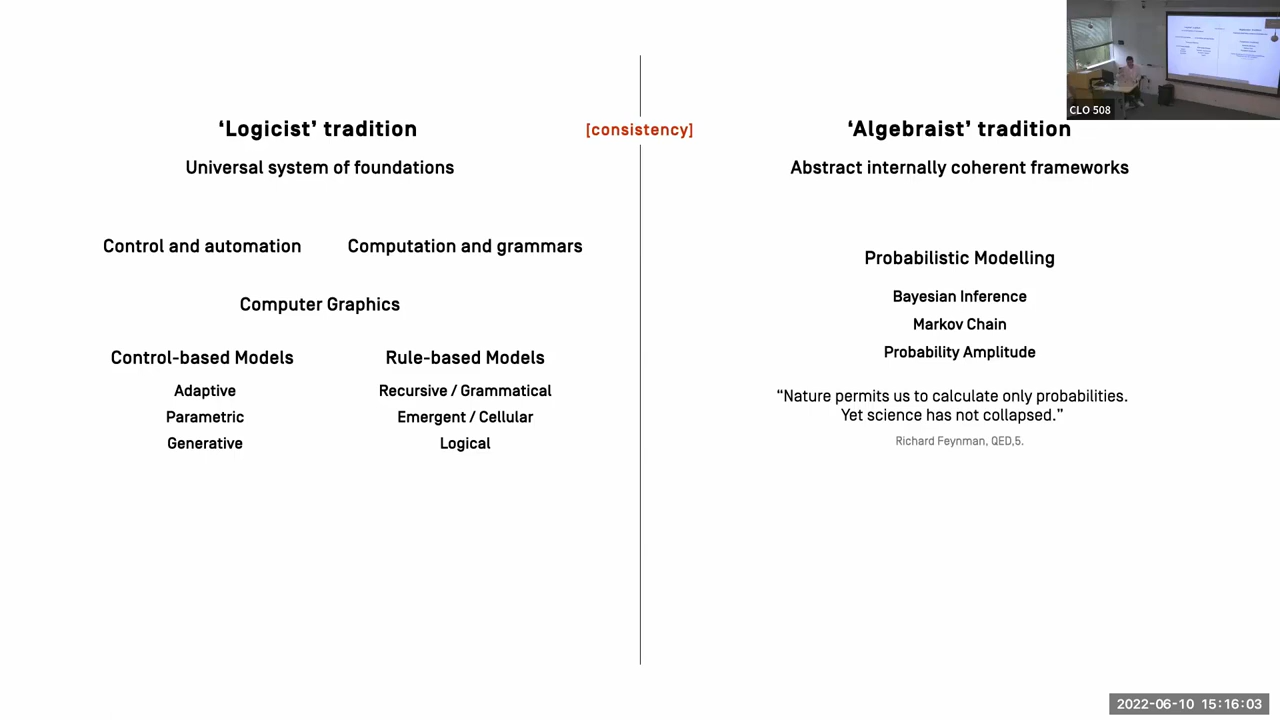 ‘Logicist’ tradition
[consistency]
‘Algebraist’ tradition
Universal system of foundations
Abstract internally coherent frameworks
Control and automation
Computation and grammars
Computer Graphics
Control-based Models
Adaptive
Parametric
Generative
Rule-based Models
Recursive / Grammatical
Emergent / Cellular
Logical
Probabilistic Modelling
Bayesian Inference
Markov Chain
Probability Amplitude
“Nature permits us to calculate only probabilities.
Yet science has not collapsed.”
Richard Feynman, QED,5.
CLO 508
2022-06-10 15:16:03